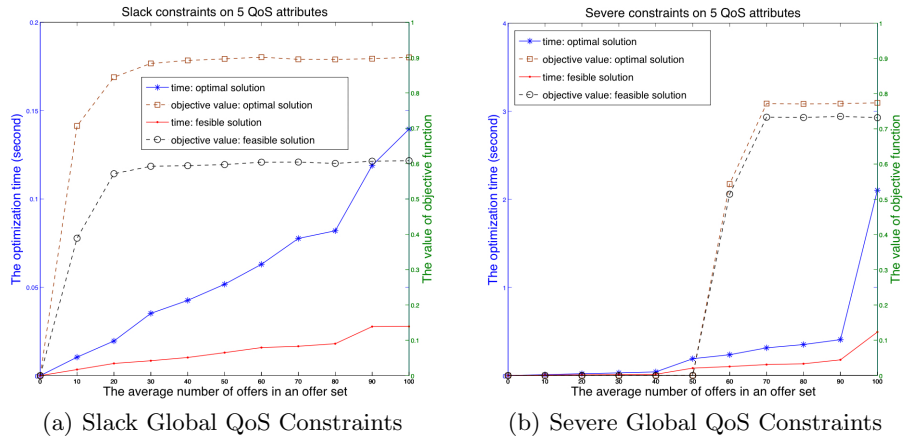 Slack constraints on 5 QoS attributes
The optimization time (second)
0.2
0.15
0.1
0.05
0
time: optimal solution
objective value: optimal solution
time: fesible solution
objective value: feasible solution
1
0.9
0.8
0.7
0.6
0.5
0.4
0.3
0.2
0.1
0
The value of objective function
0 10 20 30 40 50 60 70 80 90 100
The average number of offers in an offer set
(a) Slack Global QoS Constraints
Severe constraints on 5 QoS attributes
The optimization time (second)
4
3
2
1
0
time: optimal solution
objective value: optimal solution
time: fesible solution
objective value: feasible solution
1
0.9
0.8
0.7
0.6
0.5
0.4
0.3
0.2
0.1
0
The value of objective function
0 10 20 30 40 50 60 70 80 90 100
The average number of offers in an offer set
(b) Severe Global QoS Constraints